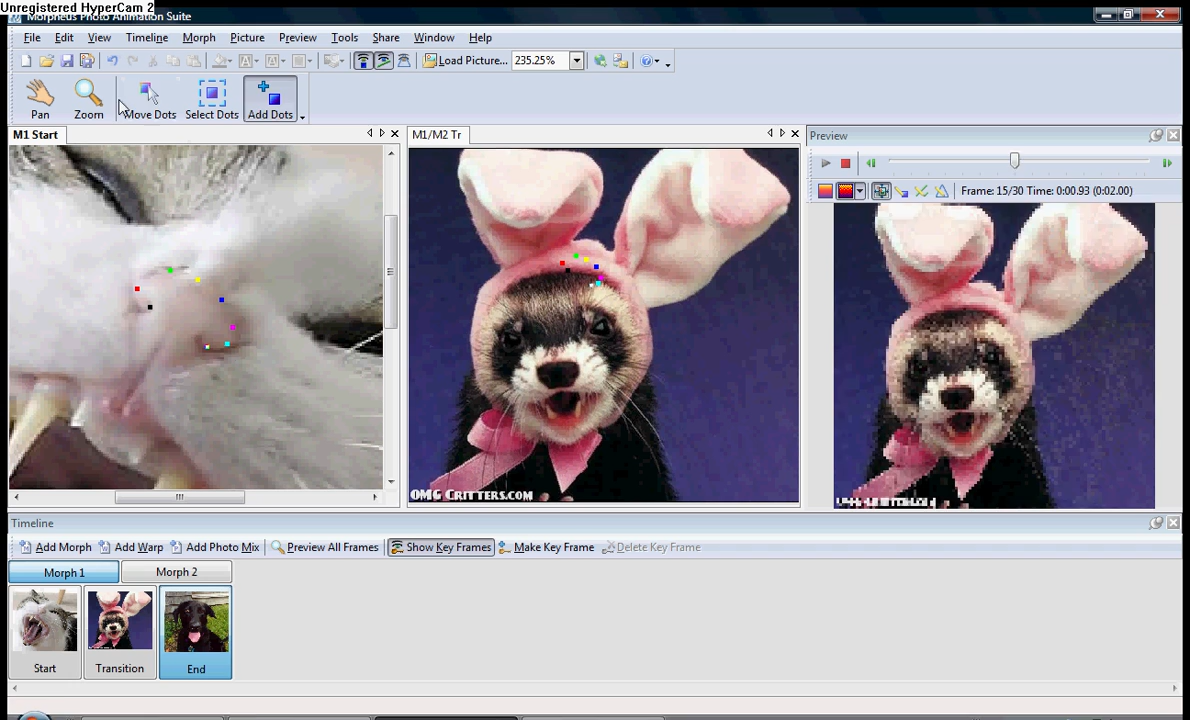 Unregistered HyperCam 2
Morpheus Photo Animation Suite
File Edit View Timeline Morph Picture Preview Tools Share Window Help
Load Picture... 235.25%
Pan Zoom Move Dots Select Dots Add Dots
M1 Start M1/M2 Tr Preview
Frame: 15/30 Time: 0:00.93 (0:02.00)
OMG CRITTERS.COM
Timeline
Add Morph Add Warp Add Photo Mix Preview All Frames Show Key Frames Make Key Frame Delete Key Frame
Morph 1 Morph 2
Start Transition End